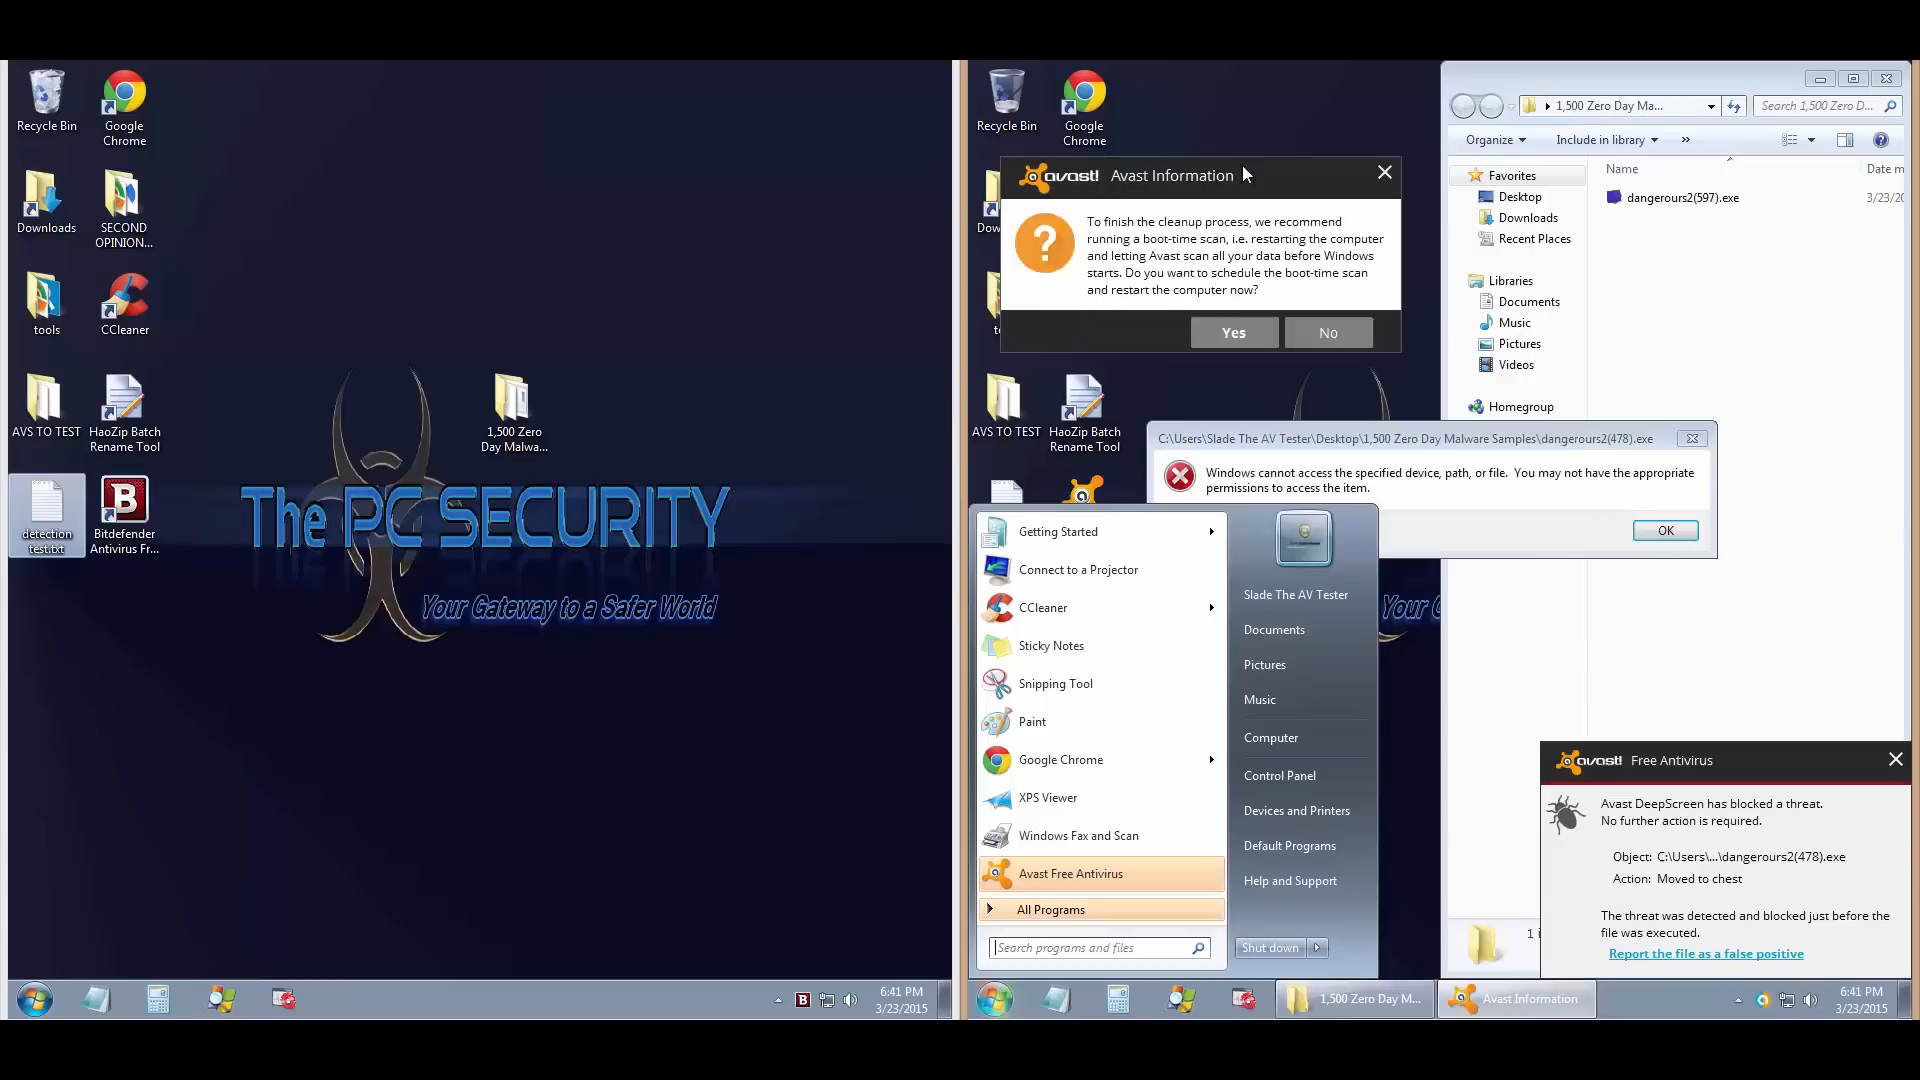 Recycle Bin
Google
Chrome
Downloads
SECOND
OPINION...
tools
CCleaner
AVS TO TEST
HaoZip Batch
Rename Tool
1,500 Zero
Day Malwa...
detection
test.txt
B
Bitdefender
Antivirus Fr...
The PC SECURITY
Your Gateway to a Safer World
B
6:41 PM
3/23/2015
Recycle Bin
Google
Chrome
Dow
to
AVS TO TEST
HaoZip Batch
Rename Tool
avast! Avast Information
To finish the cleanup process, we recommend
running a boot-time scan, i.e. restarting the computer
and letting Avast scan all your data before Windows
starts. Do you want to schedule the boot-time scan
and restart the computer now?
Yes
No
1,500 Zero Day Ma...
Search 1,500 Zero D...
Organize
Include in library
»
Name
Date m
Favorites
Desktop
Downloads
Recent Places
Libraries
Documents
Music
Pictures
Videos
Homegroup
dangerours2(597).exe
3/23/20
C:\Users\Slade The AV Tester\Desktop\1,500 Zero Day Malware Samples\dangerours2(478).exe
Windows cannot access the specified device, path, or file. You may not have the appropriate
permissions to access the item.
OK
Your G
Getting Started
Connect to a Projector
CCleaner
Sticky Notes
Snipping Tool
Paint
Google Chrome
XPS Viewer
Windows Fax and Scan
Avast Free Antivirus
All Programs
Search programs and files
Slade The AV Tester
Documents
Pictures
Music
Computer
Control Panel
Devices and Printers
Default Programs
Help and Support
Shut down
1 i
avast! Free Antivirus
Avast DeepScreen has blocked a threat.
No further action is required.
Object: C:\Users\...\dangerours2(478).exe
Action: Moved to chest
The threat was detected and blocked just before the
file was executed.
Report the file as a false positive
1,500 Zero Day M...
Avast Information
6:41 PM
3/23/2015